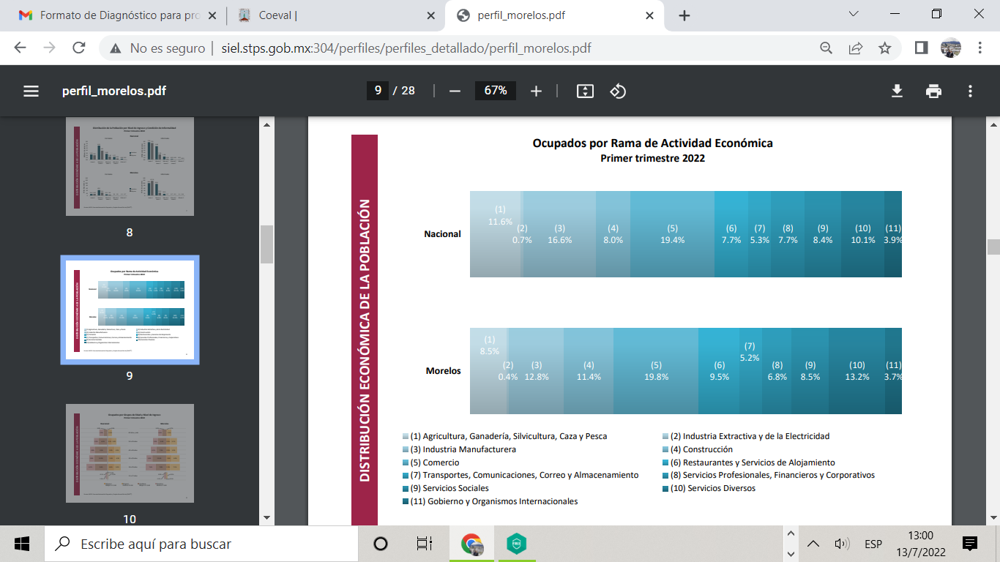 Formato de Diagnóstico para pro
Coeval |
perfil_morelos.pdf
No es seguro | siel.stps.gob.mx:304/perfiles/perfiles_detallado/perfil_morelos.pdf
perfil_morelos.pdf
9 / 28
67%
8
9
10
DISTRIBUCIÓN ECONÓMICA DE LA POBLACIÓN
Ocupados por Rama de Actividad Económica
Primer trimestre 2022
Nacional
(1) 11.6%
(2) 0.7%
(3) 16.6%
(4) 8.0%
(5) 19.4%
(6) 7.7%
(7) 5.3%
(8) 7.7%
(9) 8.4%
(10) 10.1%
(11) 3.9%
Morelos
(1) 8.5%
(2) 0.4%
(3) 12.8%
(4) 11.4%
(5) 19.8%
(6) 9.5%
(7) 5.2%
(8) 6.8%
(9) 8.5%
(10) 13.2%
(11) 3.7%
(1) Agricultura, Ganadería, Silvicultura, Caza y Pesca
(2) Industria Extractiva y de la Electricidad
(3) Industria Manufacturera
(4) Construcción
(5) Comercio
(6) Restaurantes y Servicios de Alojamiento
(7) Transportes, Comunicaciones, Correo y Almacenamiento
(8) Servicios Profesionales, Financieros y Corporativos
(9) Servicios Sociales
(10) Servicios Diversos
(11) Gobierno y Organismos Internacionales
Escribe aquí para buscar
ESP
13:00
13/7/2022